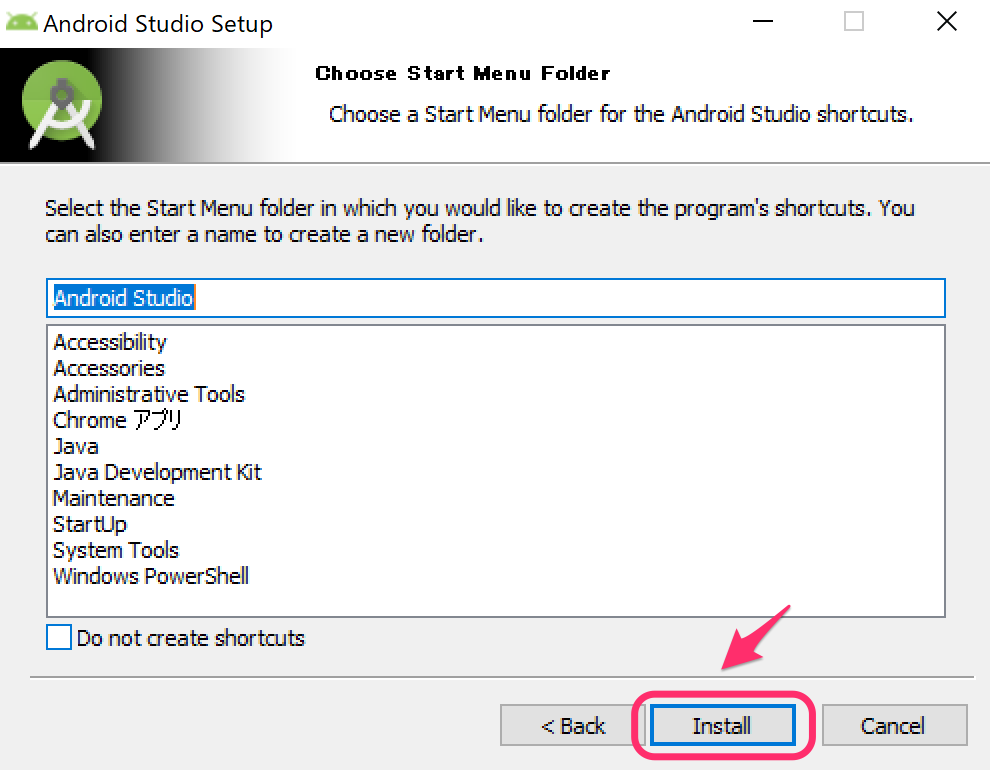 Android Studio Setup
Choose Start Menu Folder
Choose a Start Menu folder for the Android Studio shortcuts.
Select the Start Menu folder in which you would like to create the program's shortcuts. You
can also enter a name to create a new folder.
Android Studio
Accessibility
Accessories
Administrative Tools
Chrome アプリ
Java
Java Development Kit
Maintenance
StartUp
System Tools
Windows PowerShell
Do not create shortcuts
< Back
Install
Cancel